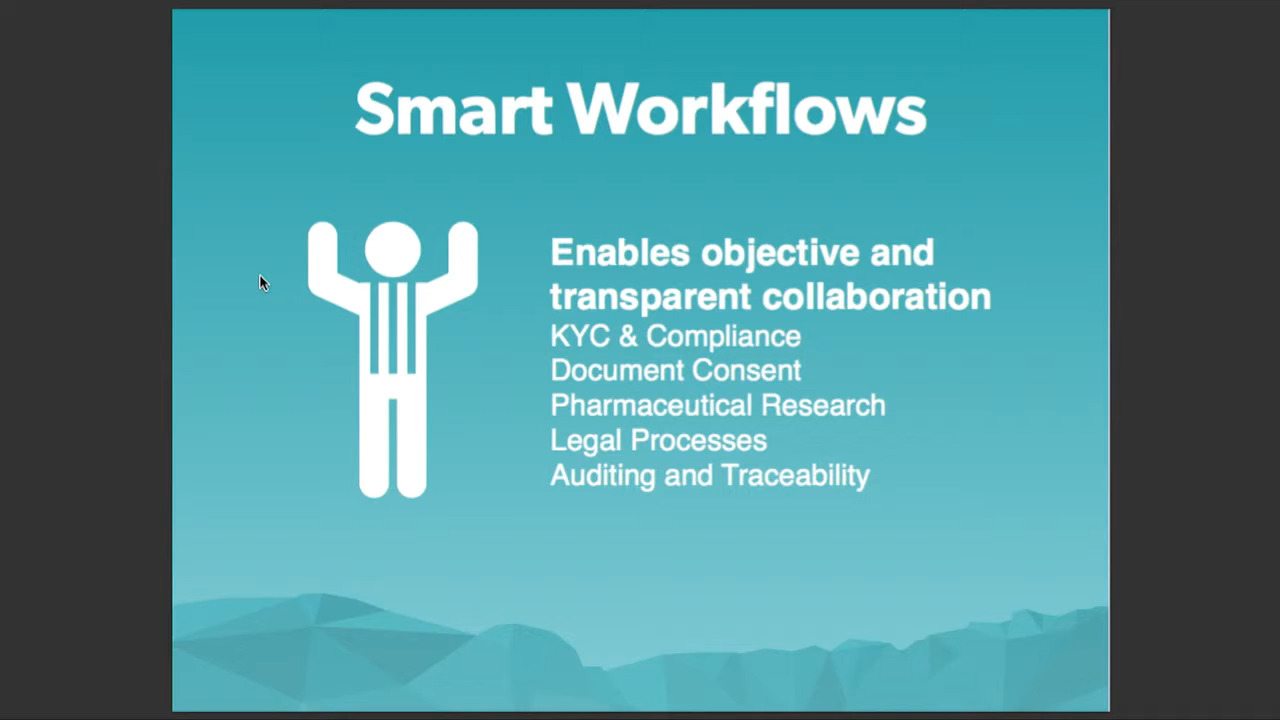 Smart Workflows
Enables objective and
transparent collaboration
KYC & Compliance
Document Consent
Pharmaceutical Research
Legal Processes
Auditing and Traceability